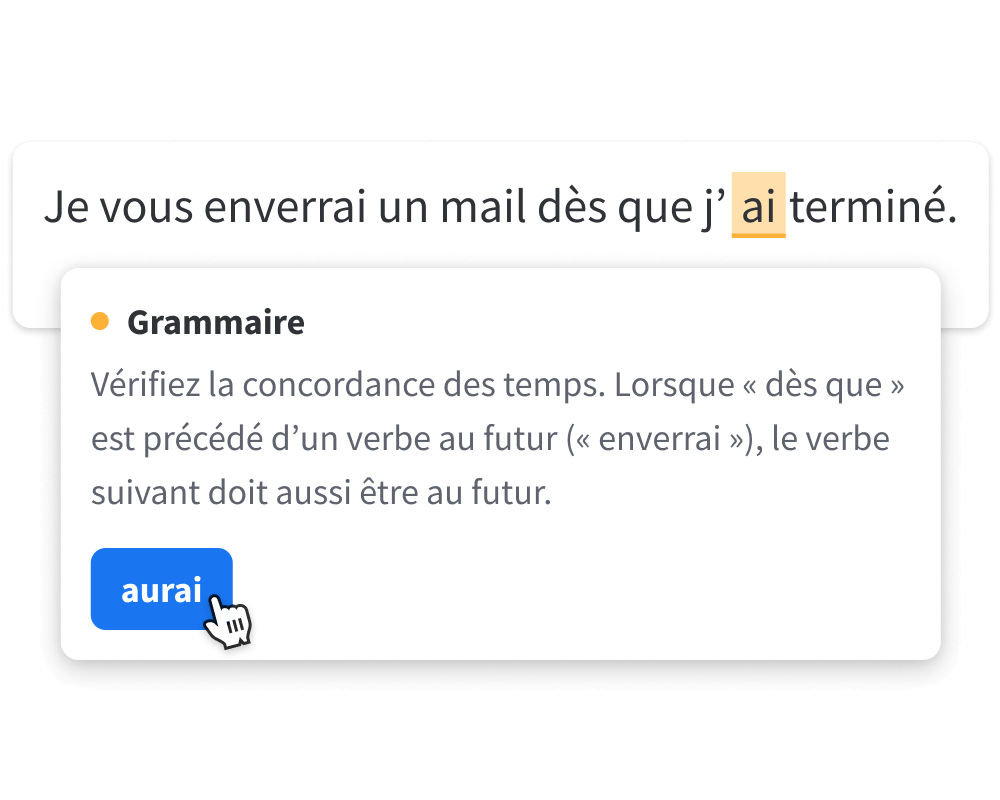 Je vous enverrai un mail dès que j’ ai terminé.
Grammaire
Vérifiez la concordance des temps. Lorsque « dès que »
est précédé d’un verbe au futur (« enverrai »), le verbe
suivant doit aussi être au futur.
aurai